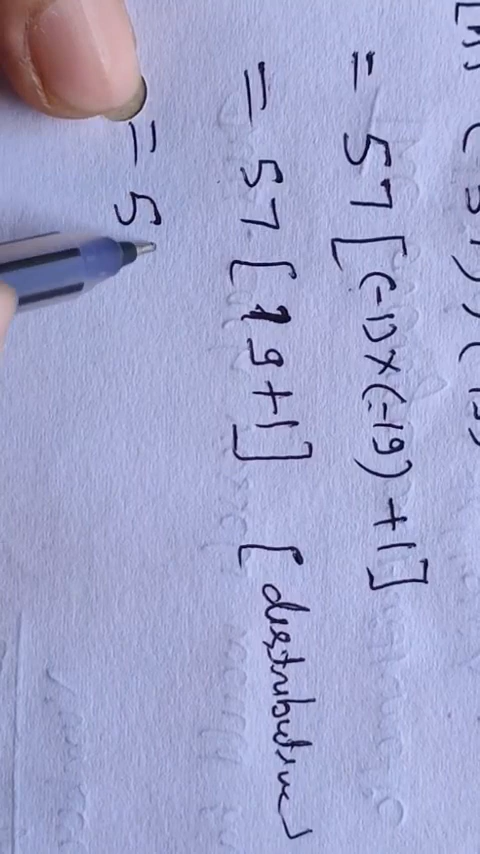 = 57 [(-1)×(-19)+1]
= 57 [19+1] [distributive]
= 5